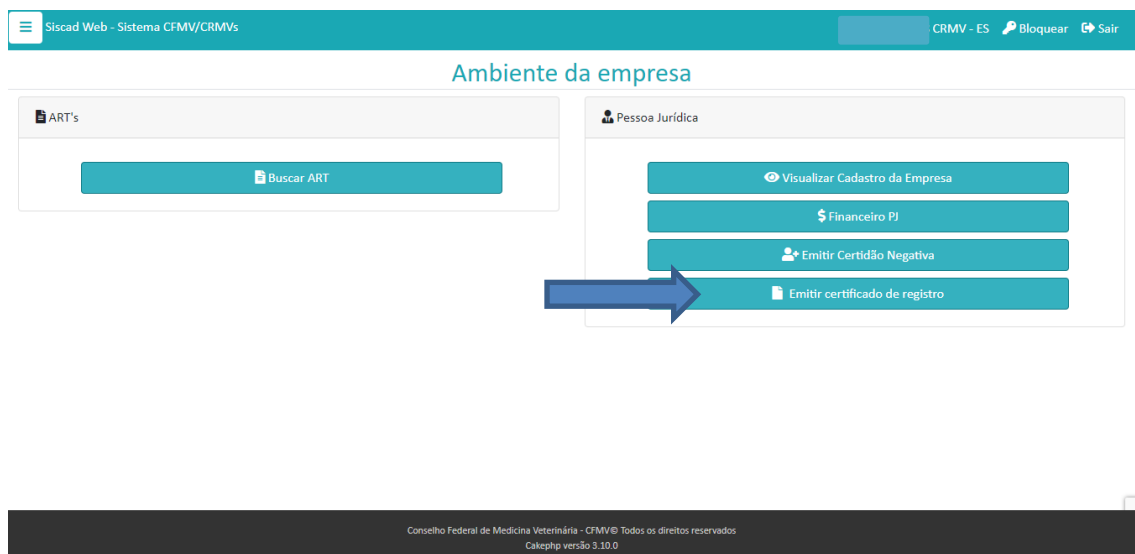 Siscad Web - Sistema CFMV/CRMVs
CRMV - ES Bloquear Sair
Ambiente da empresa
ART's
Buscar ART
Pessoa Jurídica
Visualizar Cadastro da Empresa
$ Financeiro PJ
Emitir Certidão Negativa
Emitir certificado de registro
Conselho Federal de Medicina Veterinária - CFMV© Todos os direitos reservados
Cakephp versão 3.10.0